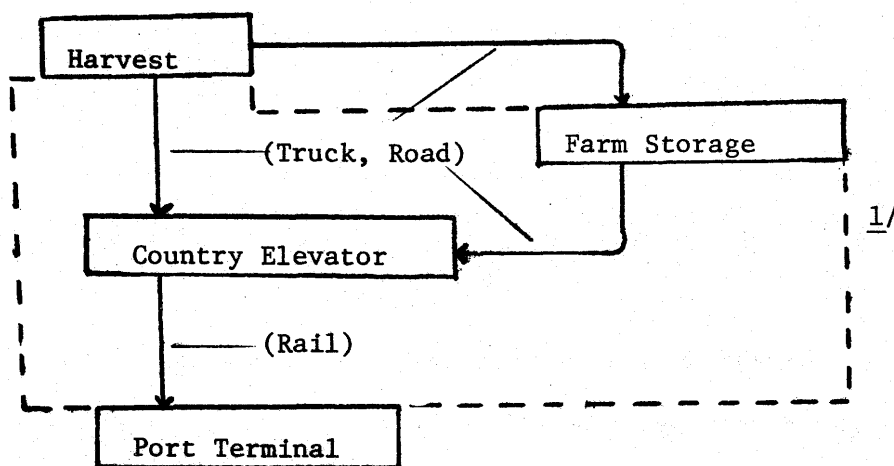 Harvest
(Truck, Road)
Farm Storage
1/
Country Elevator
(Rail)
Port Terminal